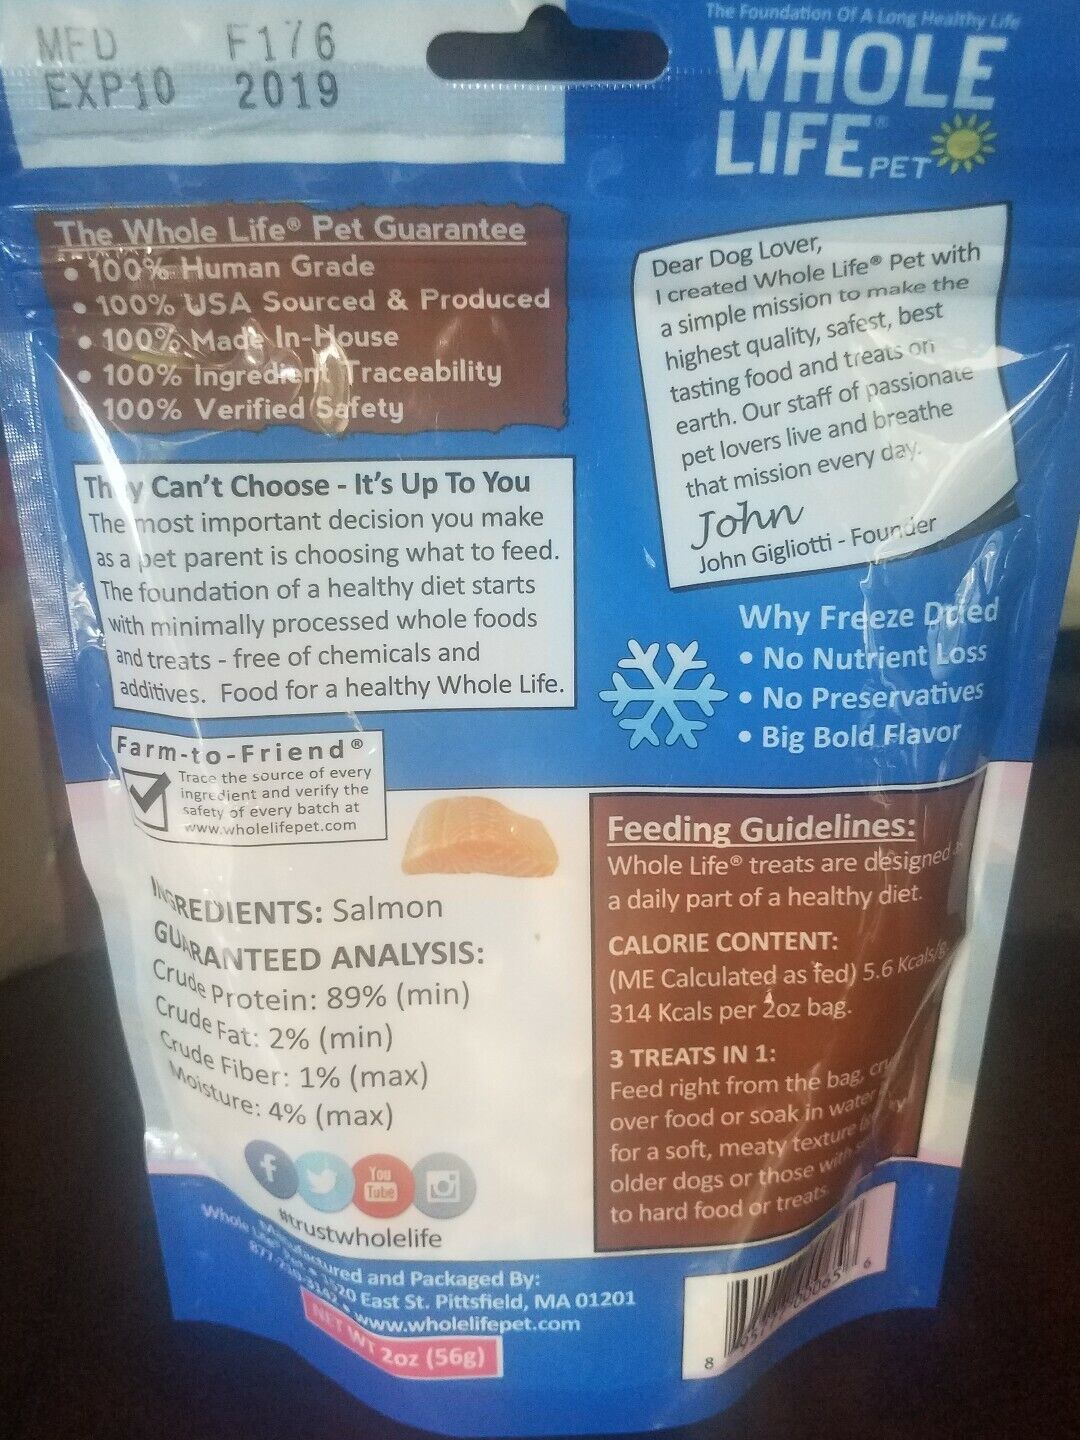 MFD F176
EXP10 2019
The Foundation Of A Long Healthy Life
WHOLE
LIFE®
PET
The Whole Life® Pet Guarantee
• 100% Human Grade
• 100% USA Sourced & Produced
• 100% Made In-House
• 100% Ingredient Traceability
• 100% Verified Safety
Dear Dog Lover,
I created Whole Life® Pet with
a simple mission to make the
highest quality, safest, best
tasting food and treats on
earth. Our staff of passionate
pet lovers live and breathe
that mission every day.
John
John Gigliotti - Founder
They Can't Choose - It's Up To You
The most important decision you make
as a pet parent is choosing what to feed.
The foundation of a healthy diet starts
with minimally processed whole foods
and treats - free of chemicals and
additives. Food for a healthy Whole Life.
Why Freeze Dried
• No Nutrient Loss
• No Preservatives
• Big Bold Flavor
Farm-to-Friend®
Trace the source of every
ingredient and verify the
safety of every batch at
www.wholelifepet.com
INGREDIENTS: Salmon
GUARANTEED ANALYSIS:
Crude Protein: 89% (min)
Crude Fat: 2% (min)
Crude Fiber: 1% (max)
Moisture: 4% (max)
Feeding Guidelines:
Whole Life® treats are designed as
a daily part of a healthy diet.
CALORIE CONTENT:
(ME Calculated as fed) 5.6 Kcals/g
314 Kcals per 2oz bag.
3 TREATS IN 1:
Feed right from the bag,
over food or soak in water
for a soft, meaty texture
older dogs or those with
to hard food or treats.
f
You
Tube
#trustwholelife
Manufactured and Packaged By:
Whole East St. Pittsfield, MA 01201
www.wholelifepet.com
NET WT 2oz (56g)
8 6